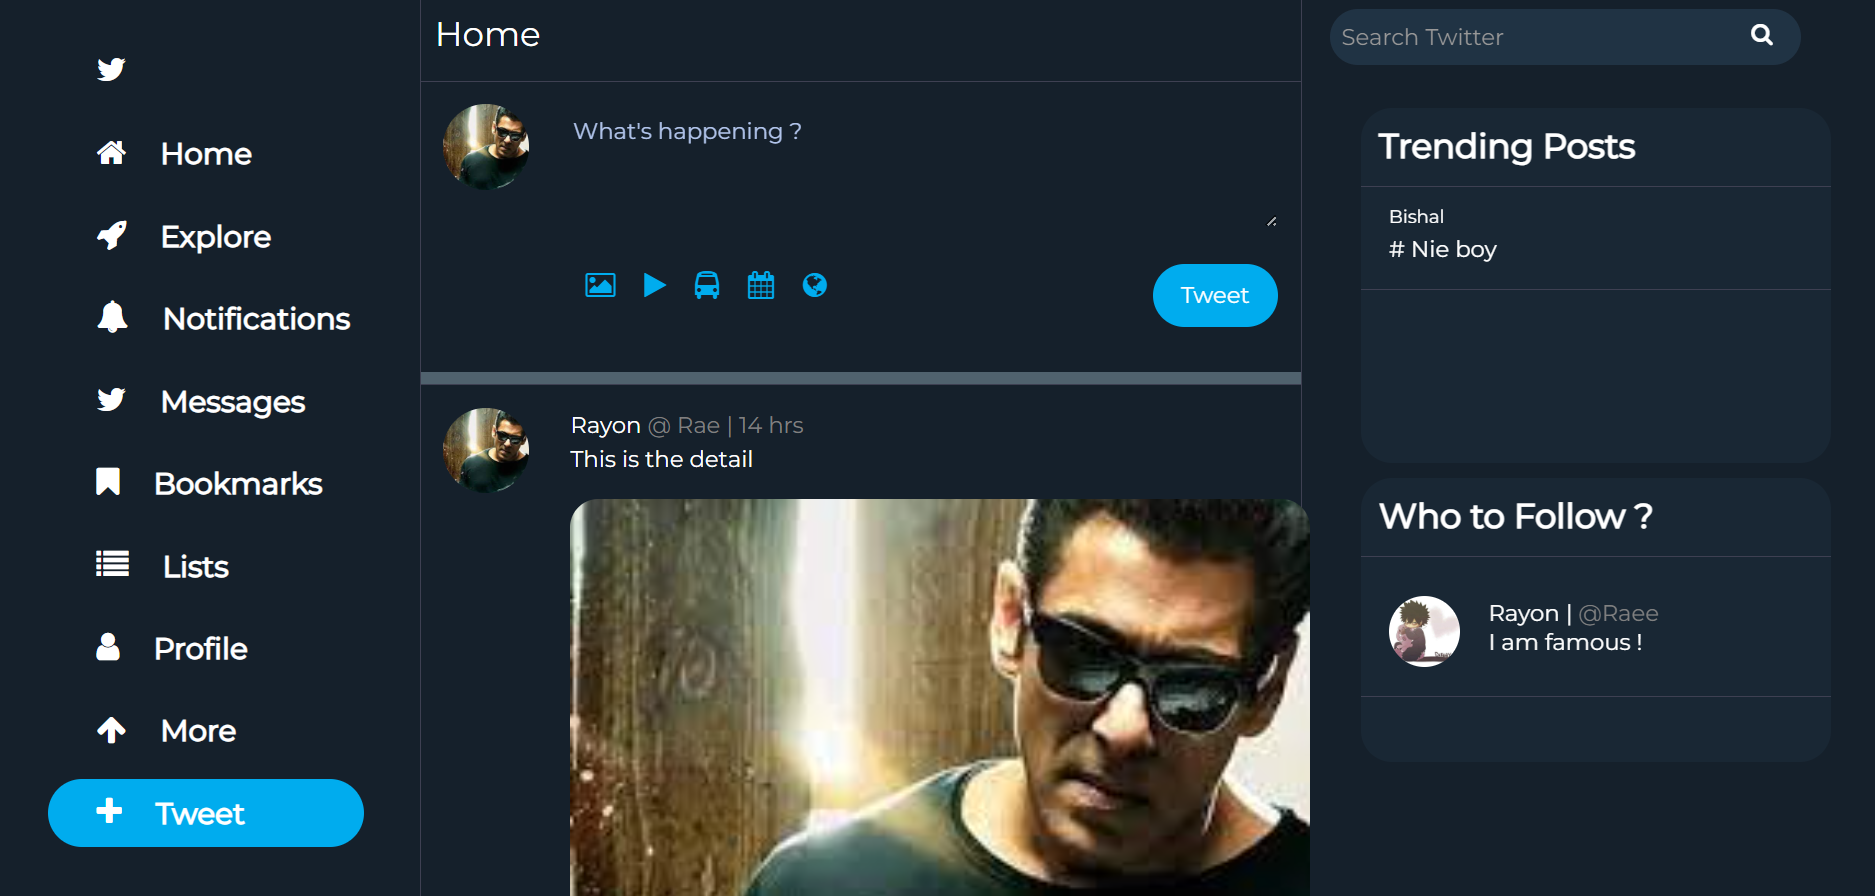 Home
Explore
Notifications
Messages
Bookmarks
Lists
Profile
More
Tweet
Home
What's happening ?
Tweet
Rayon @ Rae | 14 hrs
This is the detail
Search Twitter
Trending Posts
Bishal
# Nie boy
Who to Follow ?
Rayon | @Raee
I am famous !